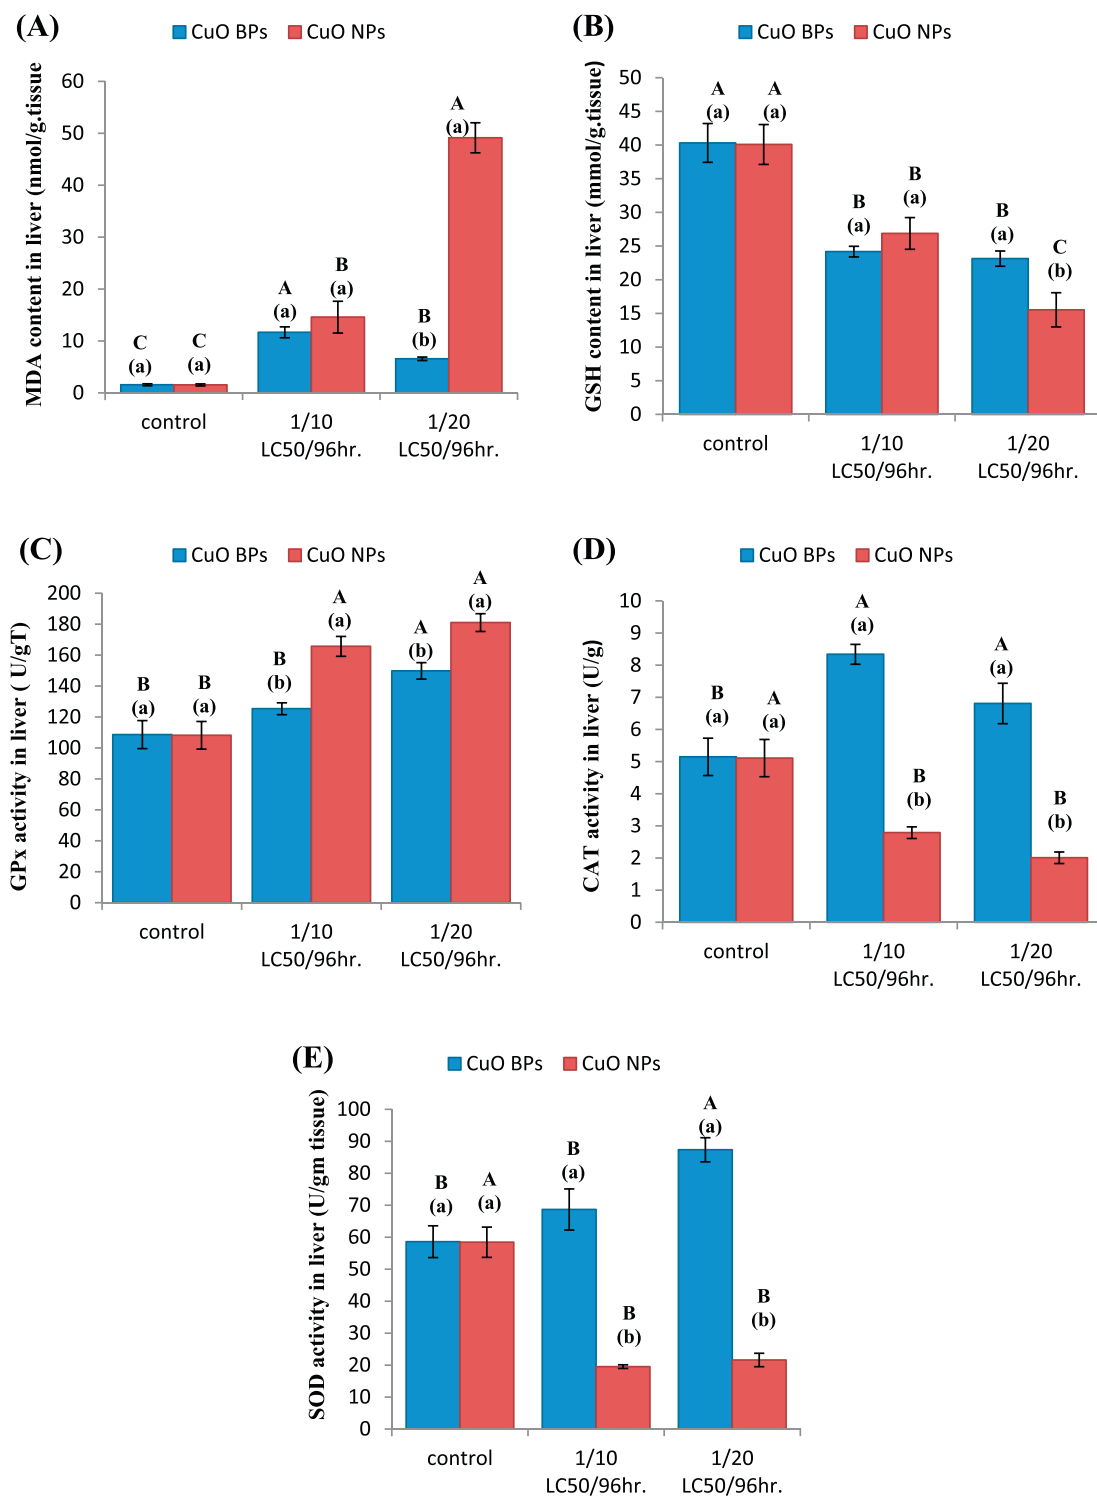 (A)
CuO BPs CuO NPs
MDA content in liver (nmol/g.tissue
60
50
40
30
20
10
0
C
(a)
C
(a)
A
(a)
B
(a)
B
(b)
A
(a)
control
1/10
LC50/96hr.
1/20
LC50/96hr.
(B)
CuO BPs CuO NPs
GSH content in liver (mmol/g.tissue)
50
45
40
35
30
25
20
15
10
5
0
A
(a)
A
(a)
B
(a)
B
(a)
B
(a)
C
(b)
control
1/10
LC50/96hr.
1/20
LC50/96hr.
(C)
CuO BPs CuO NPs
GPx activity in liver ( U/gT)
200
180
160
140
120
100
80
60
40
20
0
B
(a)
B
(a)
B
(b)
A
(a)
A
(b)
A
(a)
control
1/10
LC50/96hr.
1/20
LC50/96hr.
(D)
CuO BPs CuO NPs
CAT activity in liver (U/g)
10
9
8
7
6
5
4
3
2
1
0
B
(a)
A
(a)
A
(a)
B
(b)
A
(a)
B
(b)
control
1/10
LC50/96hr.
1/20
LC50/96hr.
(E)
CuO BPs CuO NPs
SOD activity in liver (U/gm tissue)
100
90
80
70
60
50
40
30
20
10
0
B
(a)
A
(a)
B
(a)
B
(b)
A
(a)
B
(b)
control
1/10
LC50/96hr.
1/20
LC50/96hr.